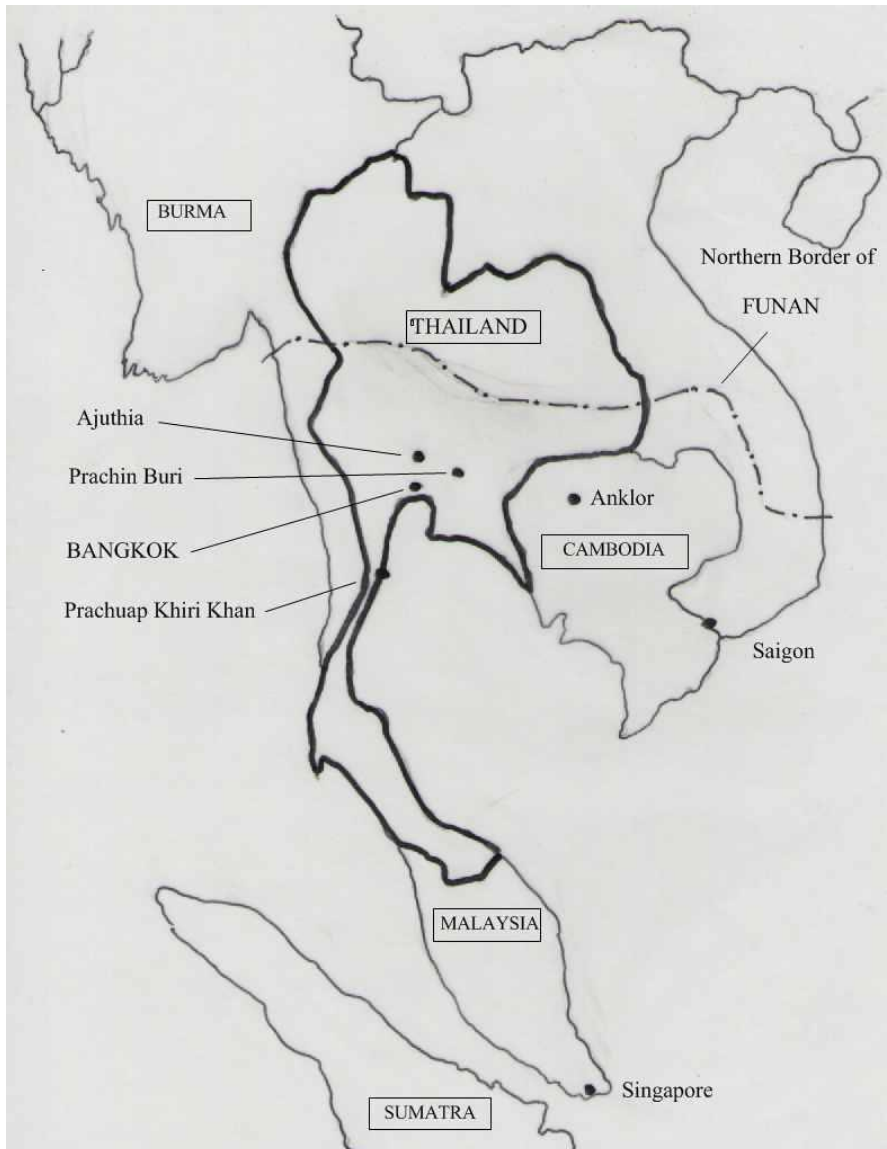 BURMA
Northern Border of
FUNAN
THAILAND
Ajuthia
Prachin Buri
Anklor
BANGKOK
CAMBODIA
Prachuap Khiri Khan
Saigon
MALAYSIA
Singapore
SUMATRA